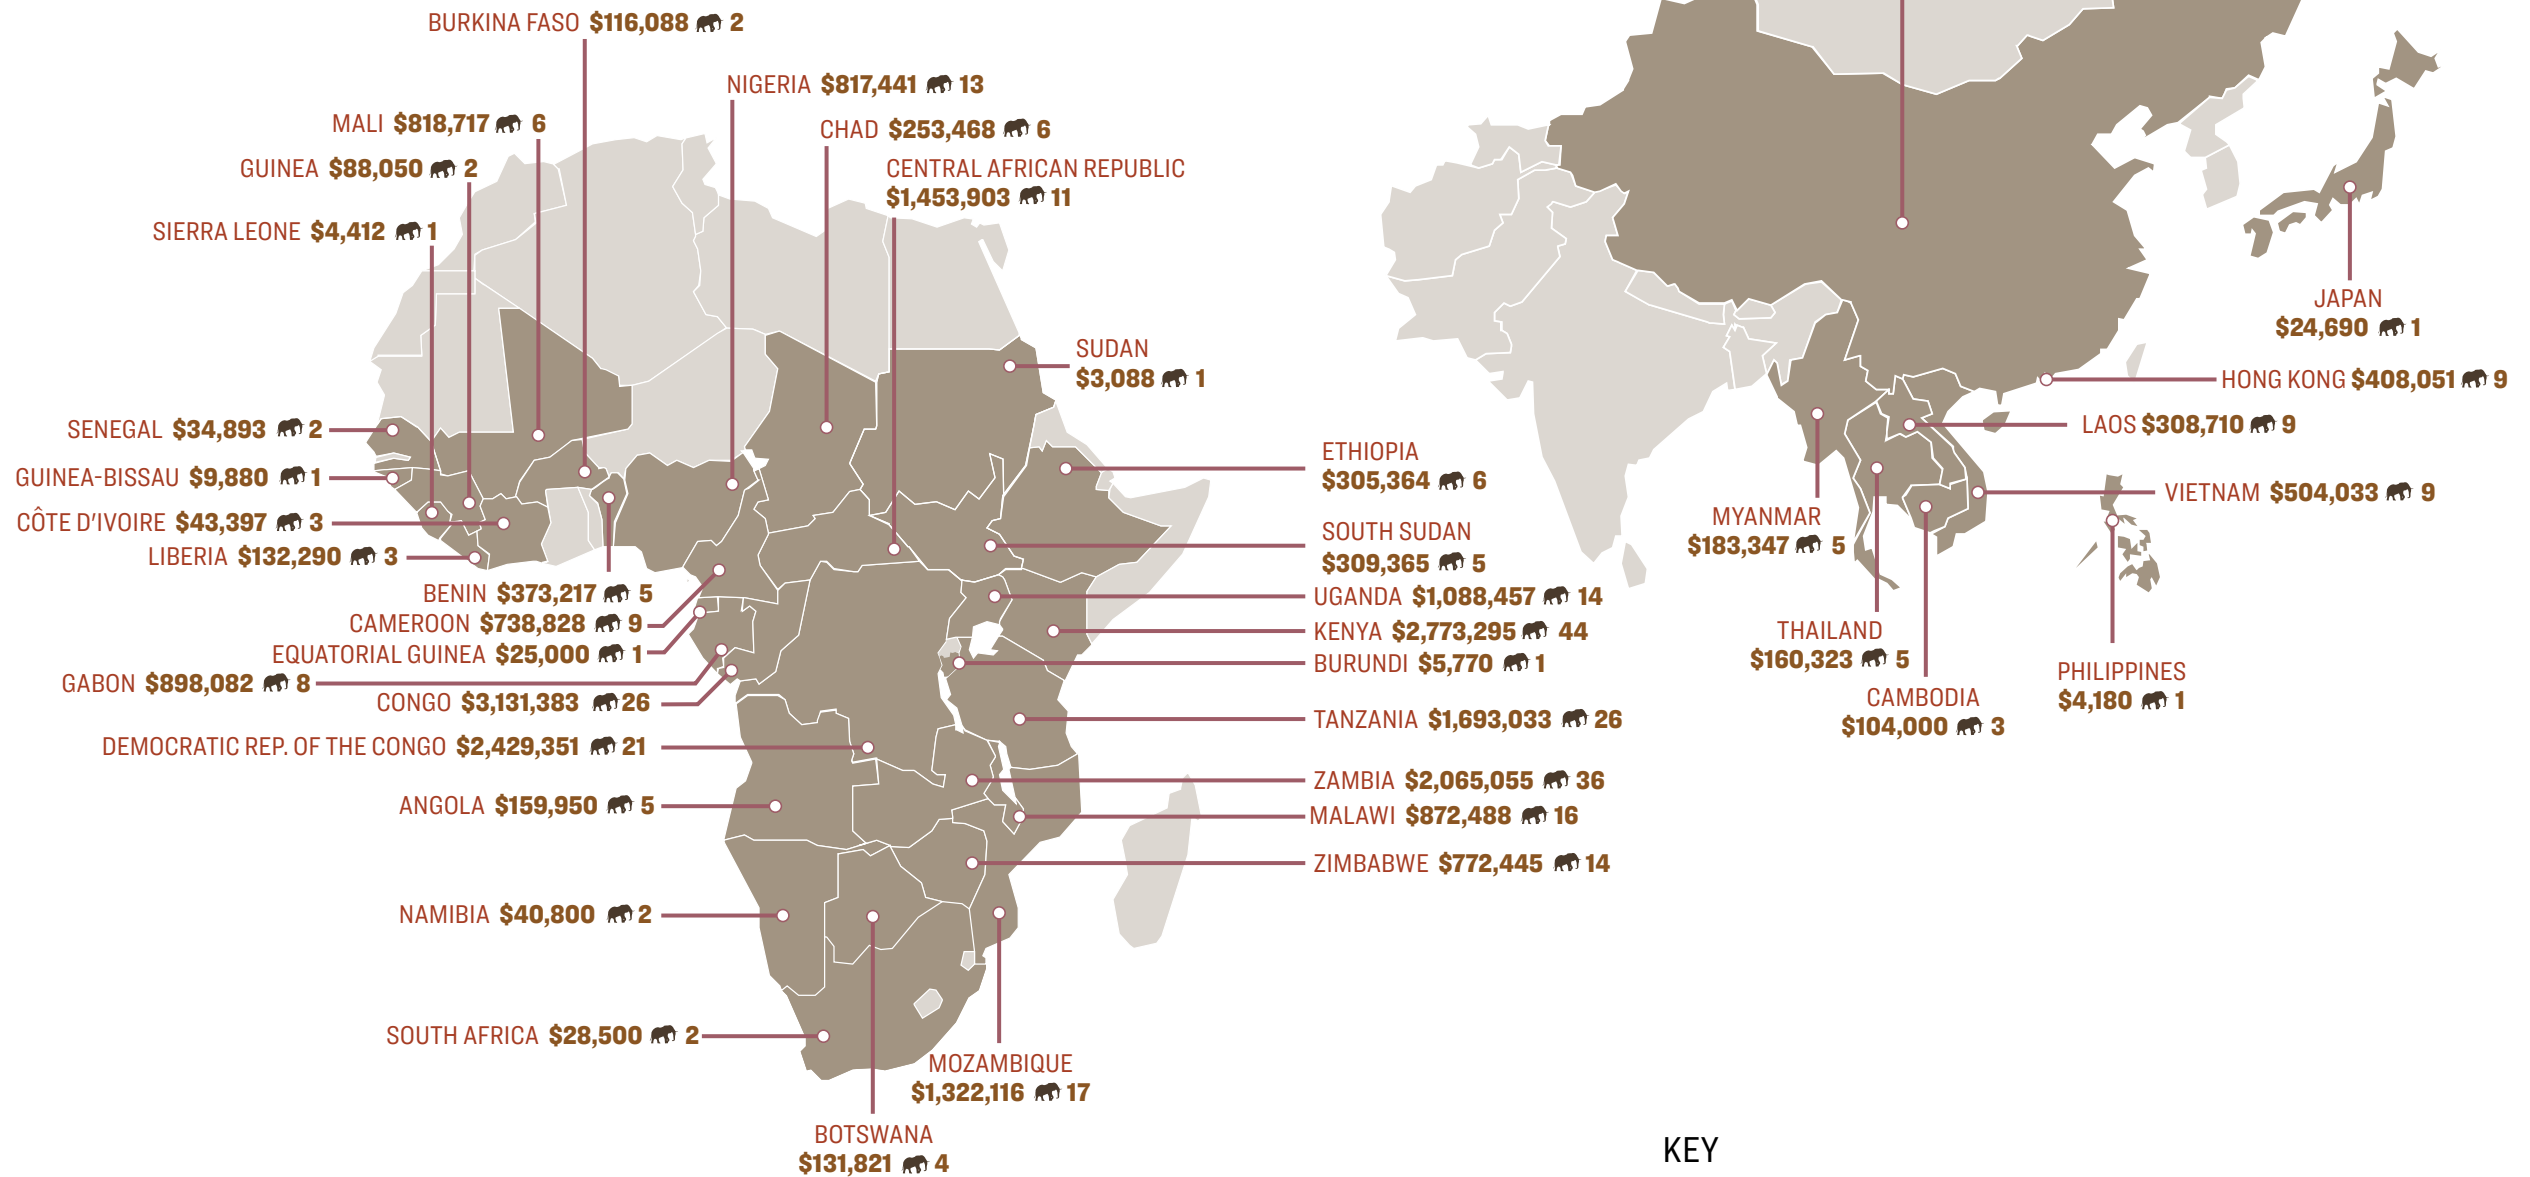 BURKINA FASO $116,088 2
NIGERIA $817,441 13
MALI $818,717 6
CHAD $253,468 6
GUINEA $88,050 2
CENTRAL AFRICAN REPUBLIC
$1,453,903 11
SIERRA LEONE $4,412 1
SUDAN
$3,088 1
SENEGAL $34,893 2
GUINEA-BISSAU $9,880 1
CÔTE D'IVOIRE $43,397 3
LIBERIA $132,290 3
BENIN $373,217 5
CAMEROON $738,828 9
EQUATORIAL GUINEA $25,000 1
GABON $898,082 8
CONGO $3,131,383 26
DEMOCRATIC REP. OF THE CONGO $2,429,351 21
ANGOLA $159,950 5
NAMIBIA $40,800 2
SOUTH AFRICA $28,500 2
MOZAMBIQUE
$1,322,116 17
BOTSWANA
$131,821 4
ETHIOPIA
$305,364 6
SOUTH SUDAN
$309,365 5
UGANDA $1,088,457 14
KENYA $2,773,295 44
BURUNDI $5,770 1
TANZANIA $1,693,033 26
ZAMBIA $2,065,055 36
MALAWI $872,488 16
ZIMBABWE $772,445 14
JAPAN
$24,690 1
HONG KONG $408,051 9
LAOS $308,710 9
VIETNAM $504,033 9
MYANMAR
$183,347 5
THAILAND
$160,323 5
CAMBODIA
$104,000 3
PHILIPPINES
$4,180 1
KEY